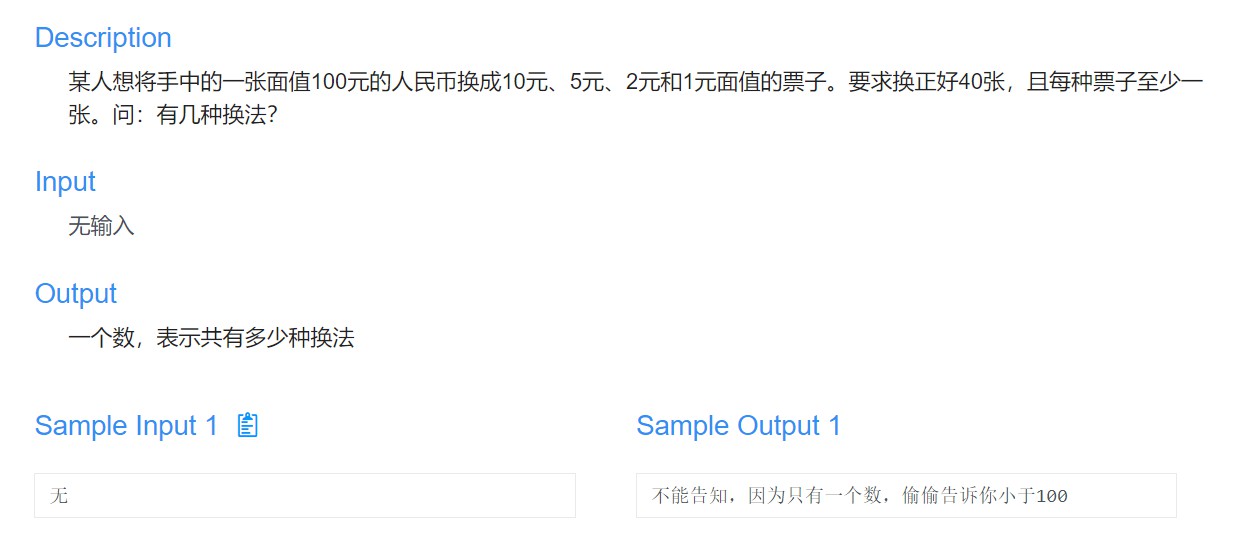 Description
某人想将手中的一张面值100元的人民币换成10元、5元、2元和1元面值的票子。要求换正好40张，且每种票子至少一
张。问：有几种换法？
Input
无输入
Output
一个数，表示共有多少种换法
Sample Input 1
Sample Output 1
无
不能告知，因为只有一个数，偷偷告诉你小于100